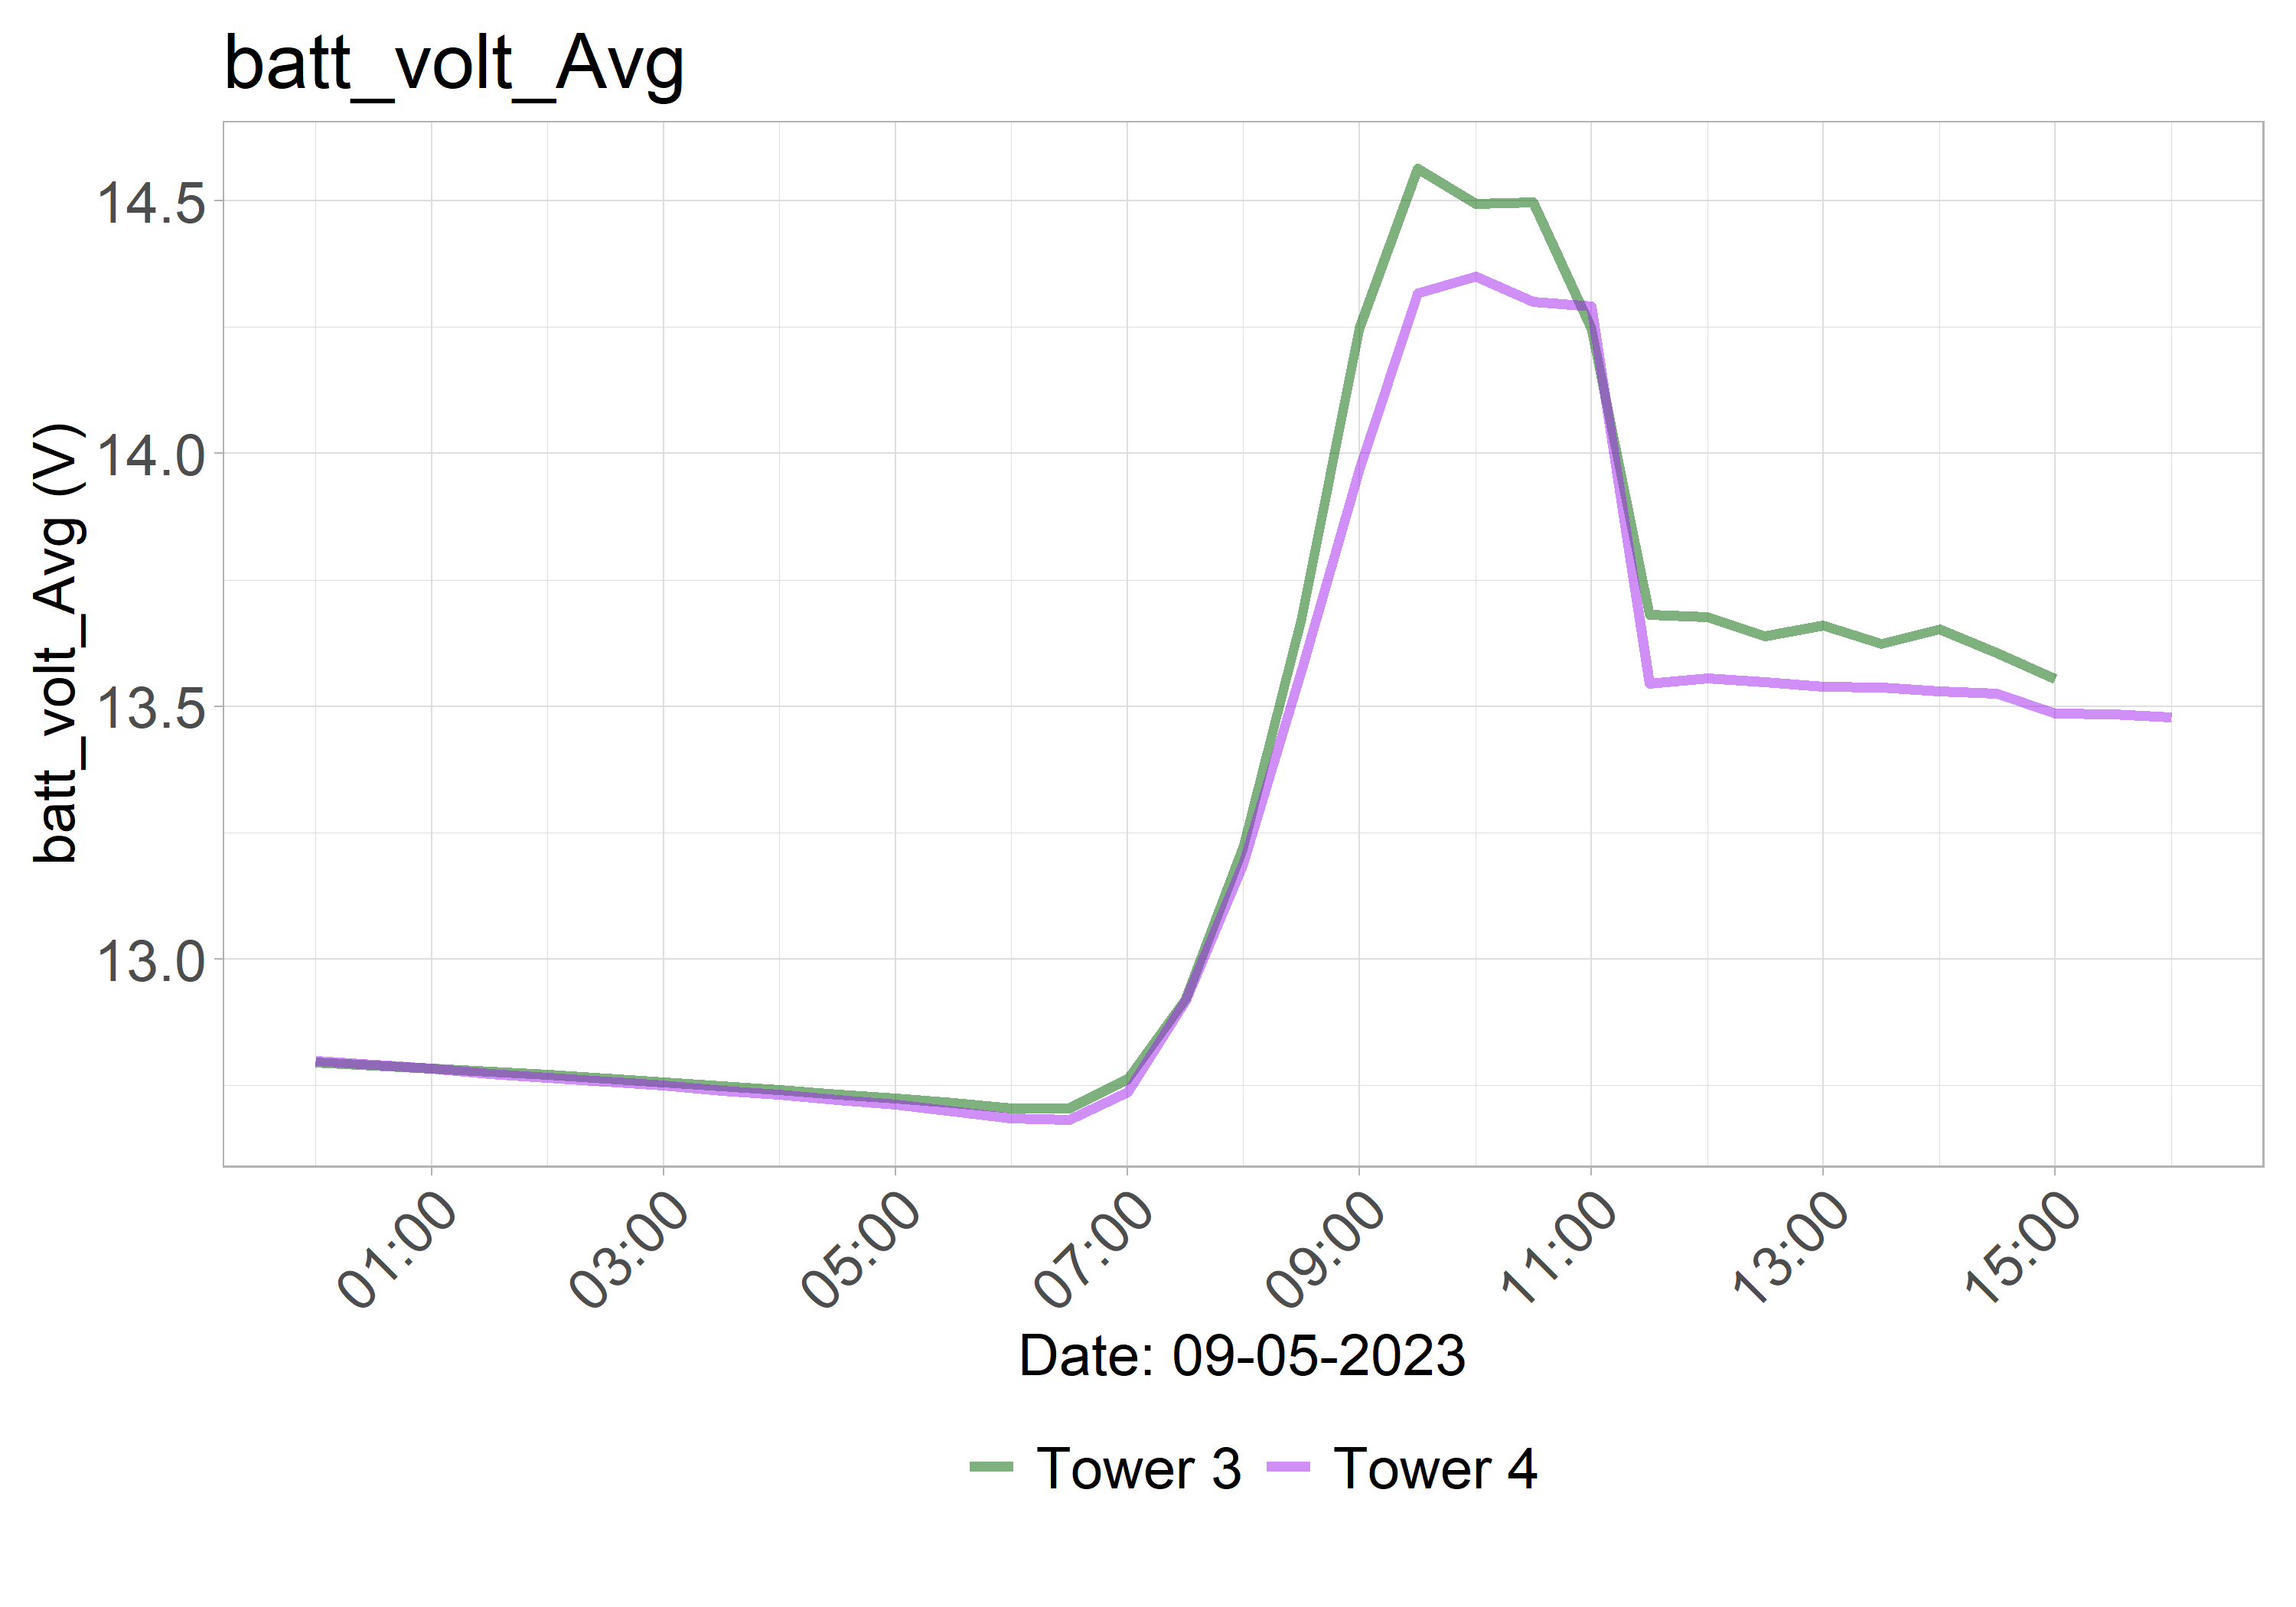 batt_volt_Avg
batt_volt_Avg (V)
14.5
14.0
13.5
13.0
01:00 03:00 05:00 07:00 09:00 11:00 13:00 15:00
Date: 09-05-2023
Tower 3 Tower 4